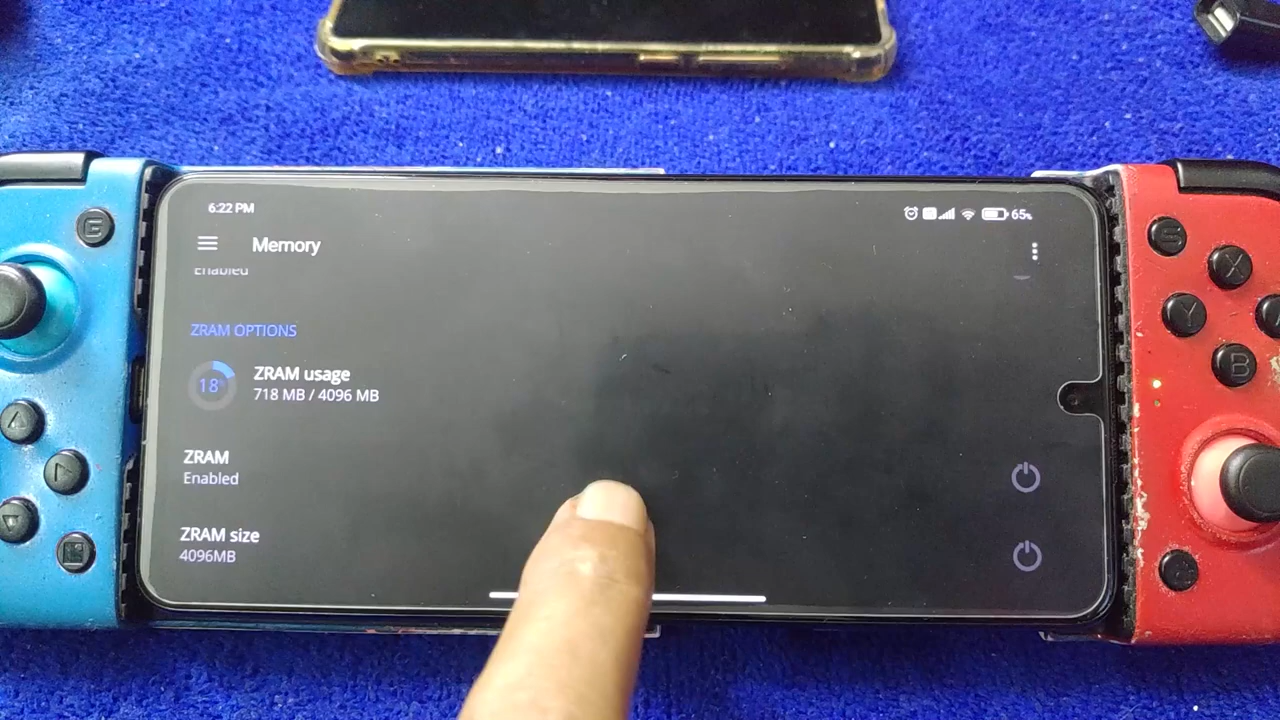 6:22 PM
65%
Memory
Enabled
ZRAM OPTIONS
18%
ZRAM usage
718 MB / 4096 MB
ZRAM
Enabled
ZRAM size
4096MB
S
X
Y
B